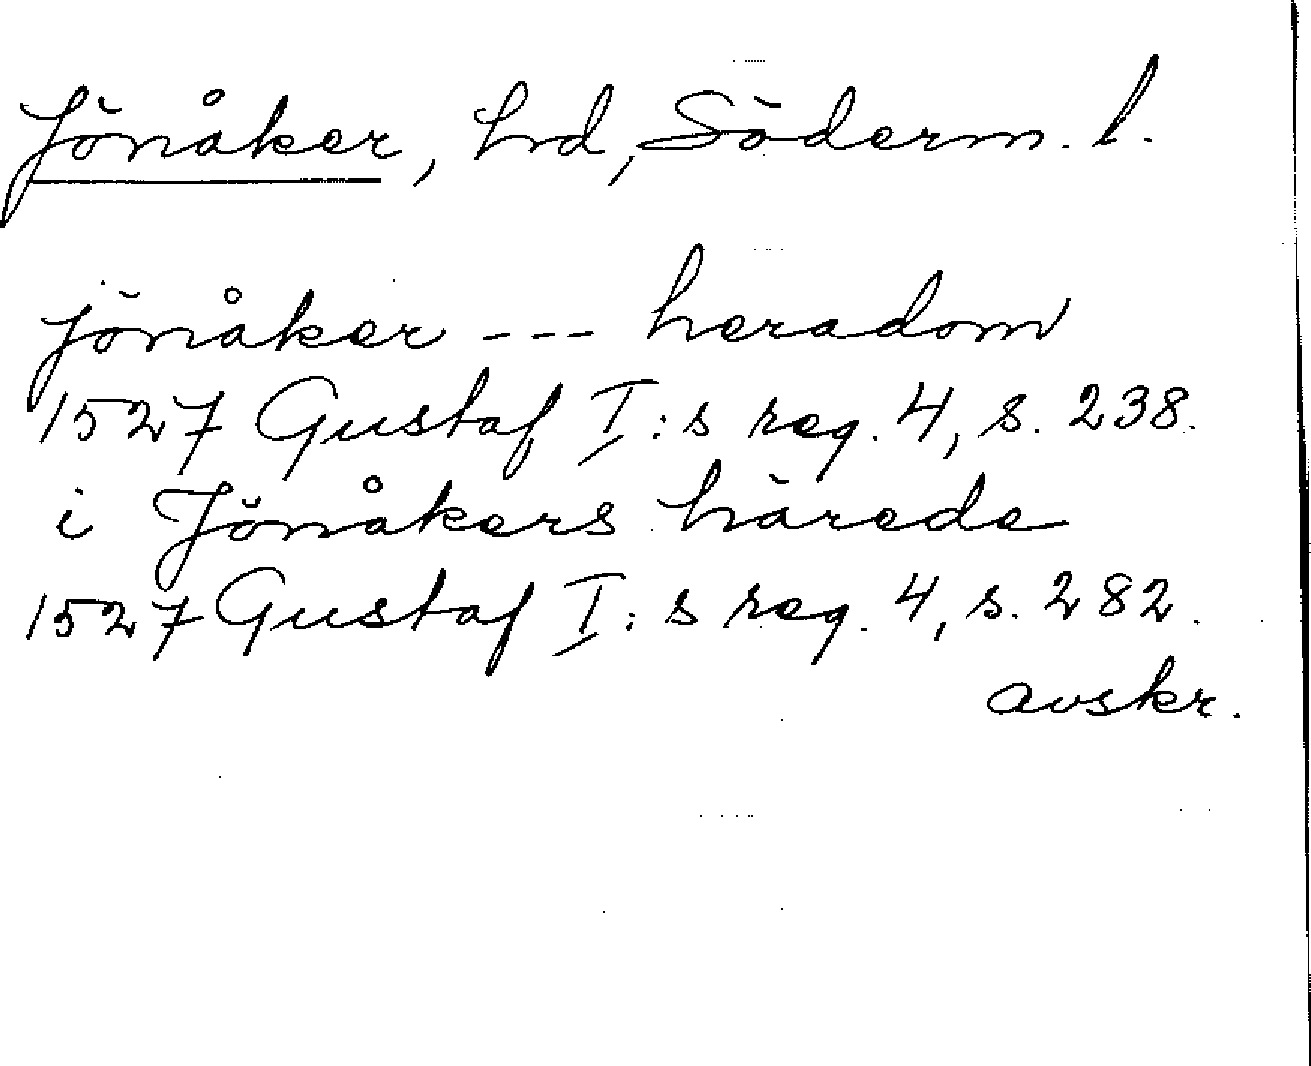 Jönåker, hd, Söderm. l.
jönåker --- heradom
1527 Gustaf I:s reg. 4, s. 238.
i Jönåkers härede
1527 Gustaf I:s reg. 4, s. 282.
avskr.